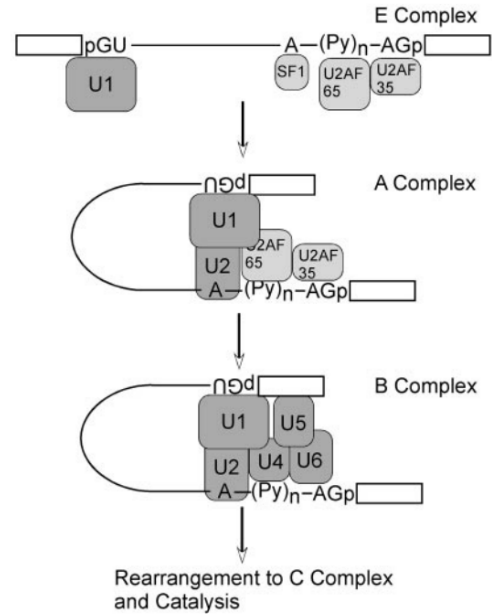 E Complex
pGU A (Py)n AGp
U1 SF1 U2AF 65 U2AF 35
A Complex
pGU
U1
U2 U2AF 65 U2AF 35
A (Py)n AGp
B Complex
pGU
U1 U5
U2 U4 U6
A (Py)n AGp
Rearrangement to C Complex
and Catalysis